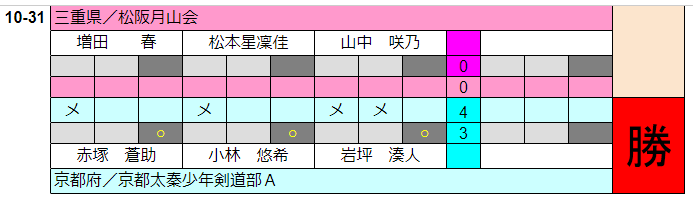 10-31 三重県／松阪月山会
増田　春 松本星凜佳 山中　咲乃
0
0
メ メ メ メ 4
○ ○ ○ 3
赤塚　蒼助 小林　悠希 岩坪　湊人
勝
京都府／京都太秦少年剣道部Ａ